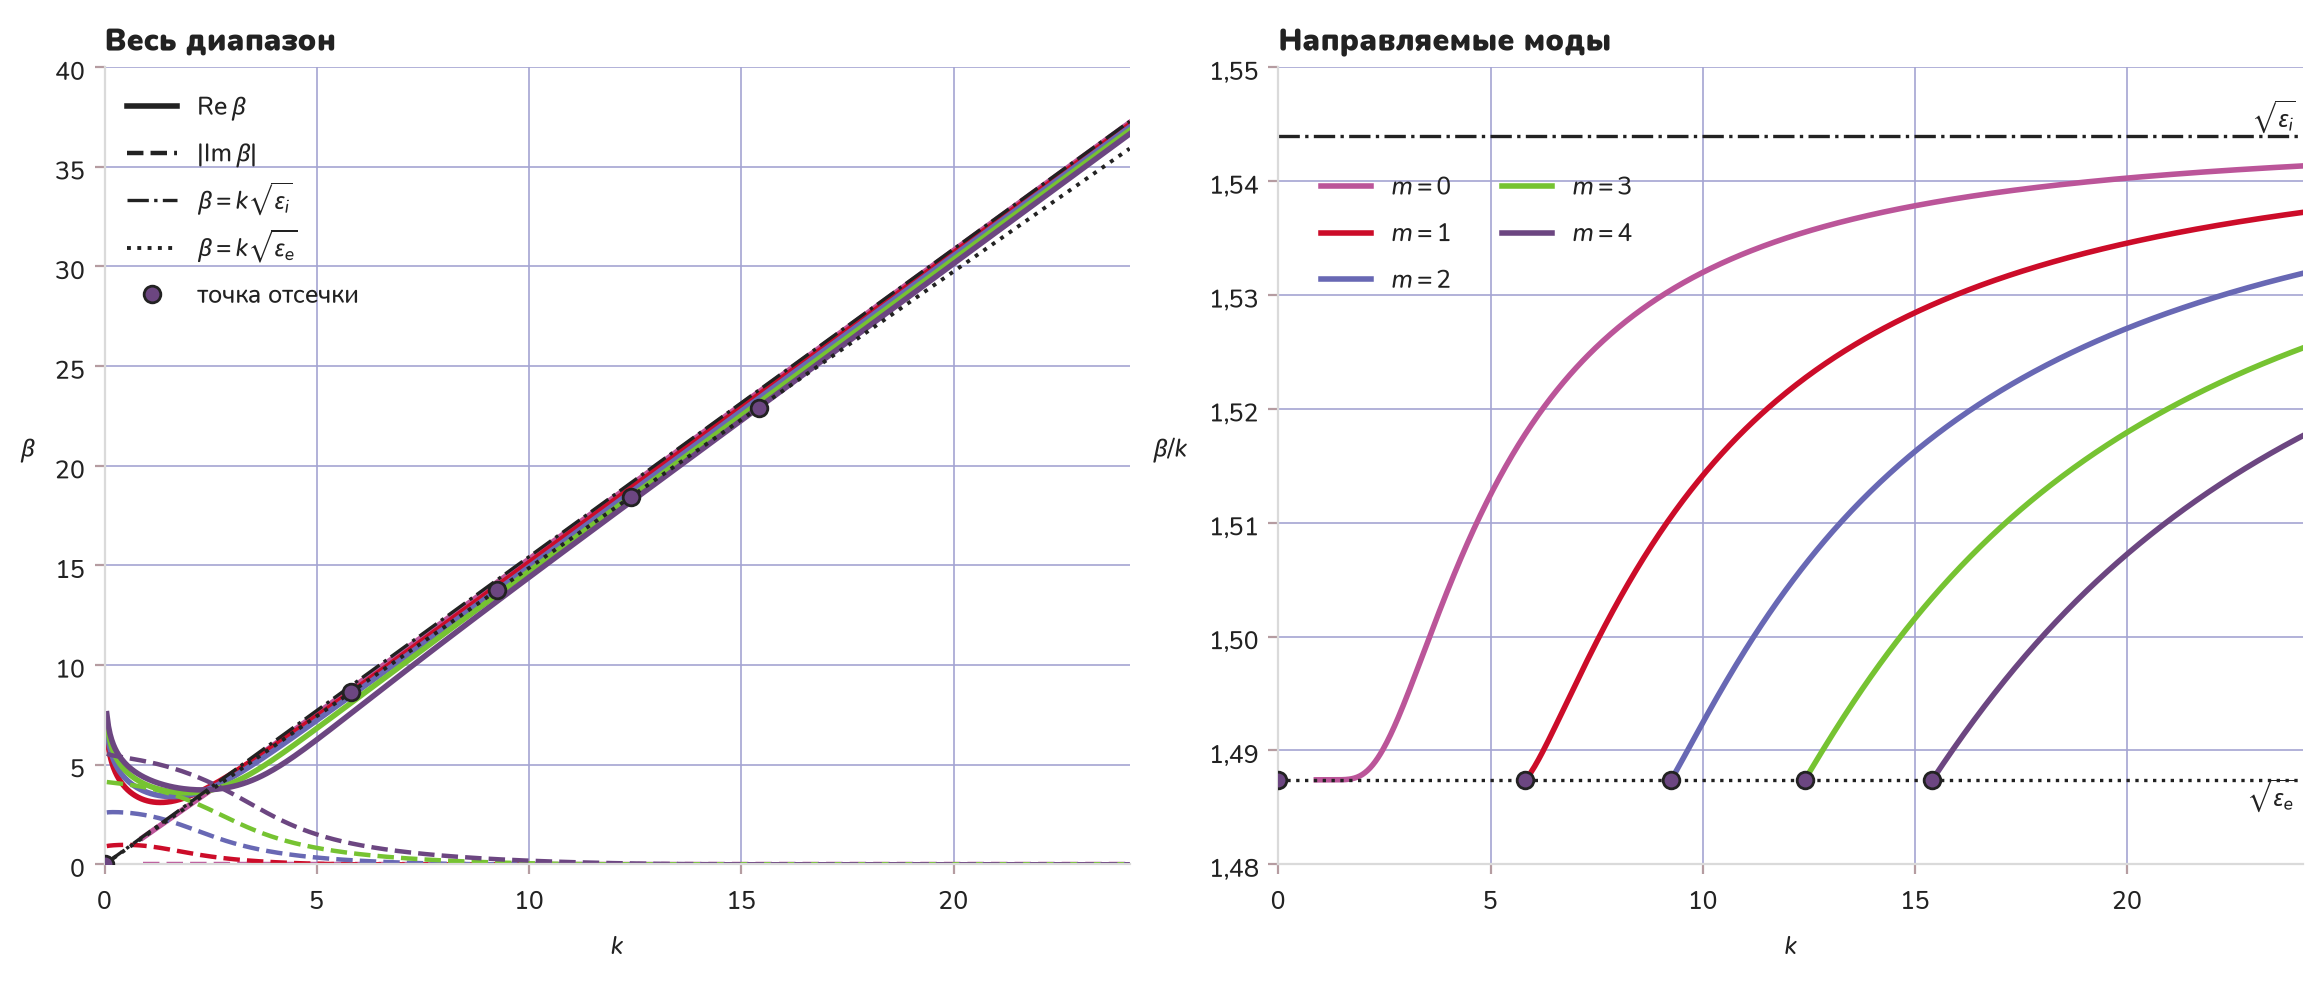 Весь диапазон
40
35
30
25
20
15
10
5
0
β
Re β
|Im β|
β = k√εᵢ
β = k√εₑ
точка отсечки
0 5 10 15 20
k
Направляемые моды
1,55
1,54
1,53
1,52
1,51
1,50
1,49
1,48
β/k
√εᵢ
m = 0 m = 3
m = 1 m = 4
m = 2
√εₑ
0 5 10 15 20
k